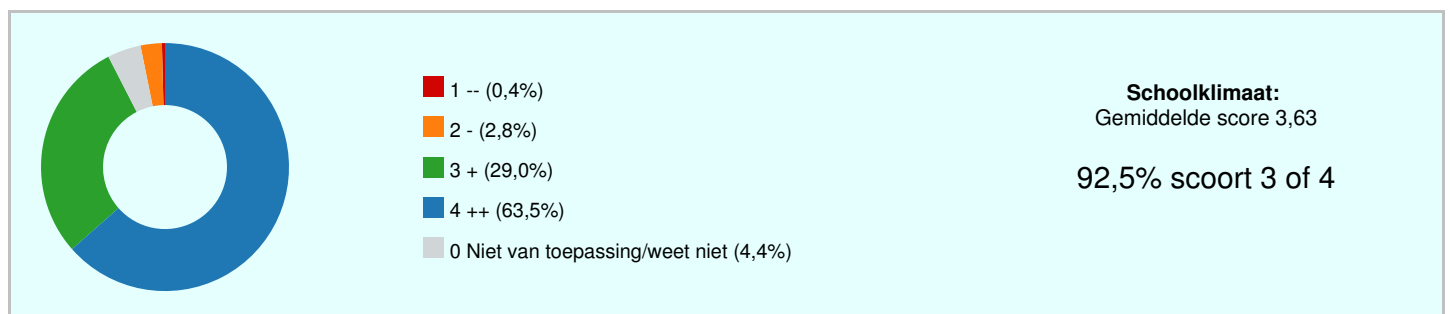 1 -- (0,4%)
2 - (2,8%)
3 + (29,0%)
4 ++ (63,5%)
0 Niet van toepassing/weet niet (4,4%)
Schoolklimaat:
Gemiddelde score 3,63
92,5% scoort 3 of 4